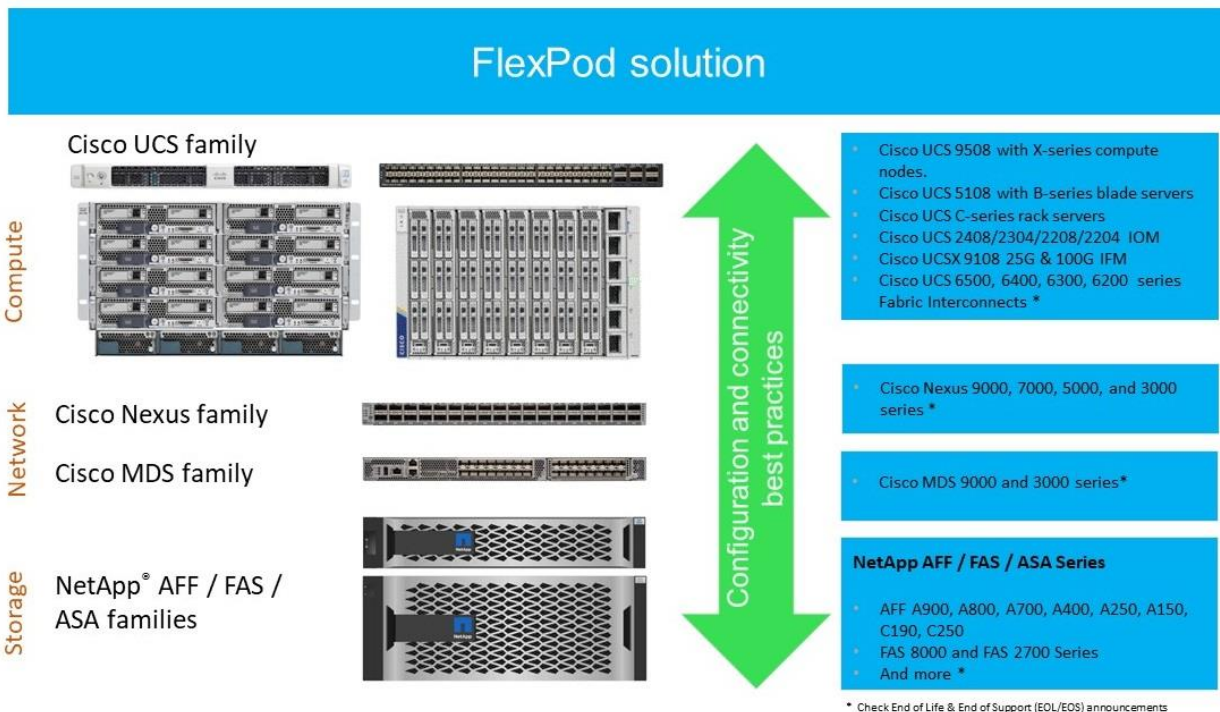 FlexPod solution
Cisco UCS family
Compute
Cisco UCS 9508 with X-series compute
nodes.
Cisco UCS 5108 with B-series blade servers
Cisco UCS C-series rack servers
Cisco UCS 2408/2304/2208/2204 IOM
Cisco UCSX 9108 25G & 100G IFM
Cisco UCS 6500, 6400, 6300, 6200 series
Fabric Interconnects *
CISCO
Configuration and connectivity
best practices
Network
Cisco Nexus family
Cisco Nexus 9000, 7000, 5000, and 3000
series *
Cisco MDS family
Cisco MDS 9000 and 3000 series*
Storage
NetApp® AFF / FAS /
ASA families
NetApp
NetApp
NetApp AFF / FAS / ASA Series
AFF A900, A800, A700, A400, A250, A150,
C190, C250
FAS 8000 and FAS 2700 Series
And more *
* Check End of Life & End of Support (EOL/EOS) announcements